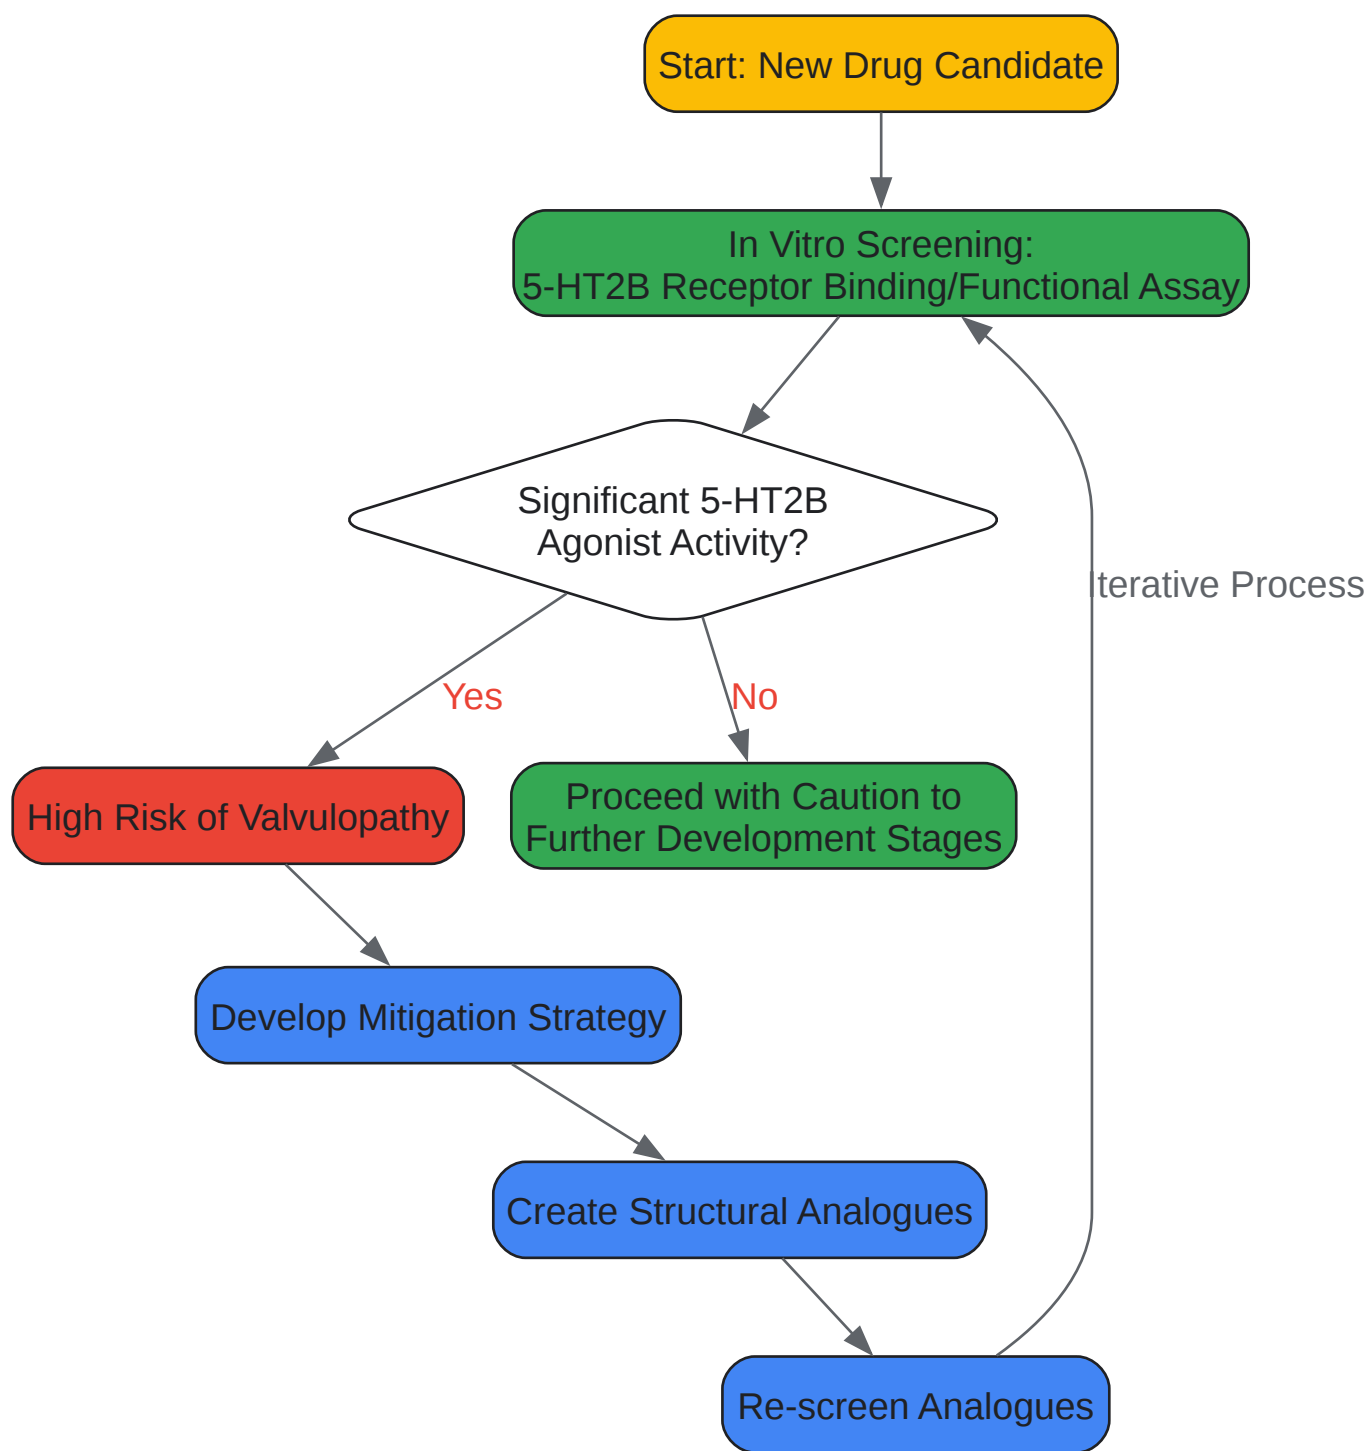 Start: New Drug Candidate
In Vitro Screening:
5-HT2B Receptor Binding/Functional Assay
Significant 5-HT2B
Agonist Activity?
Iterative Process
Yes
No
High Risk of Valvulopathy
Proceed with Caution to
Further Development Stages
Develop Mitigation Strategy
Create Structural Analogues
Re-screen Analogues